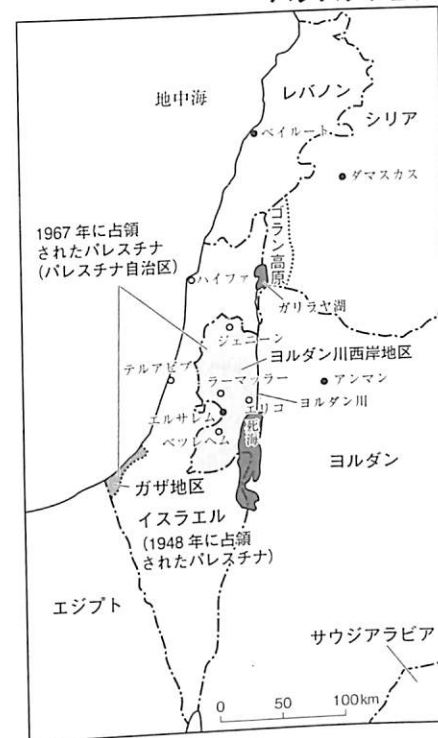 地中海
レバノン
シリア
ベイルート
ダマスカス
1967年に占領
されたパレスチナ
(パレスチナ自治区)
ゴラン高原
ハイファ
ガリラヤ湖
ジェニーン
ヨルダン川西岸地区
テルアビブ
ラーマッラー
アンマン
エルサレム
エリコ
ヨルダン川
ベツレヘム
死海
ヨルダン
ガザ地区
イスラエル
(1948年に占領
されたパレスチナ)
エジプト
サウジアラビア
0 50 100km